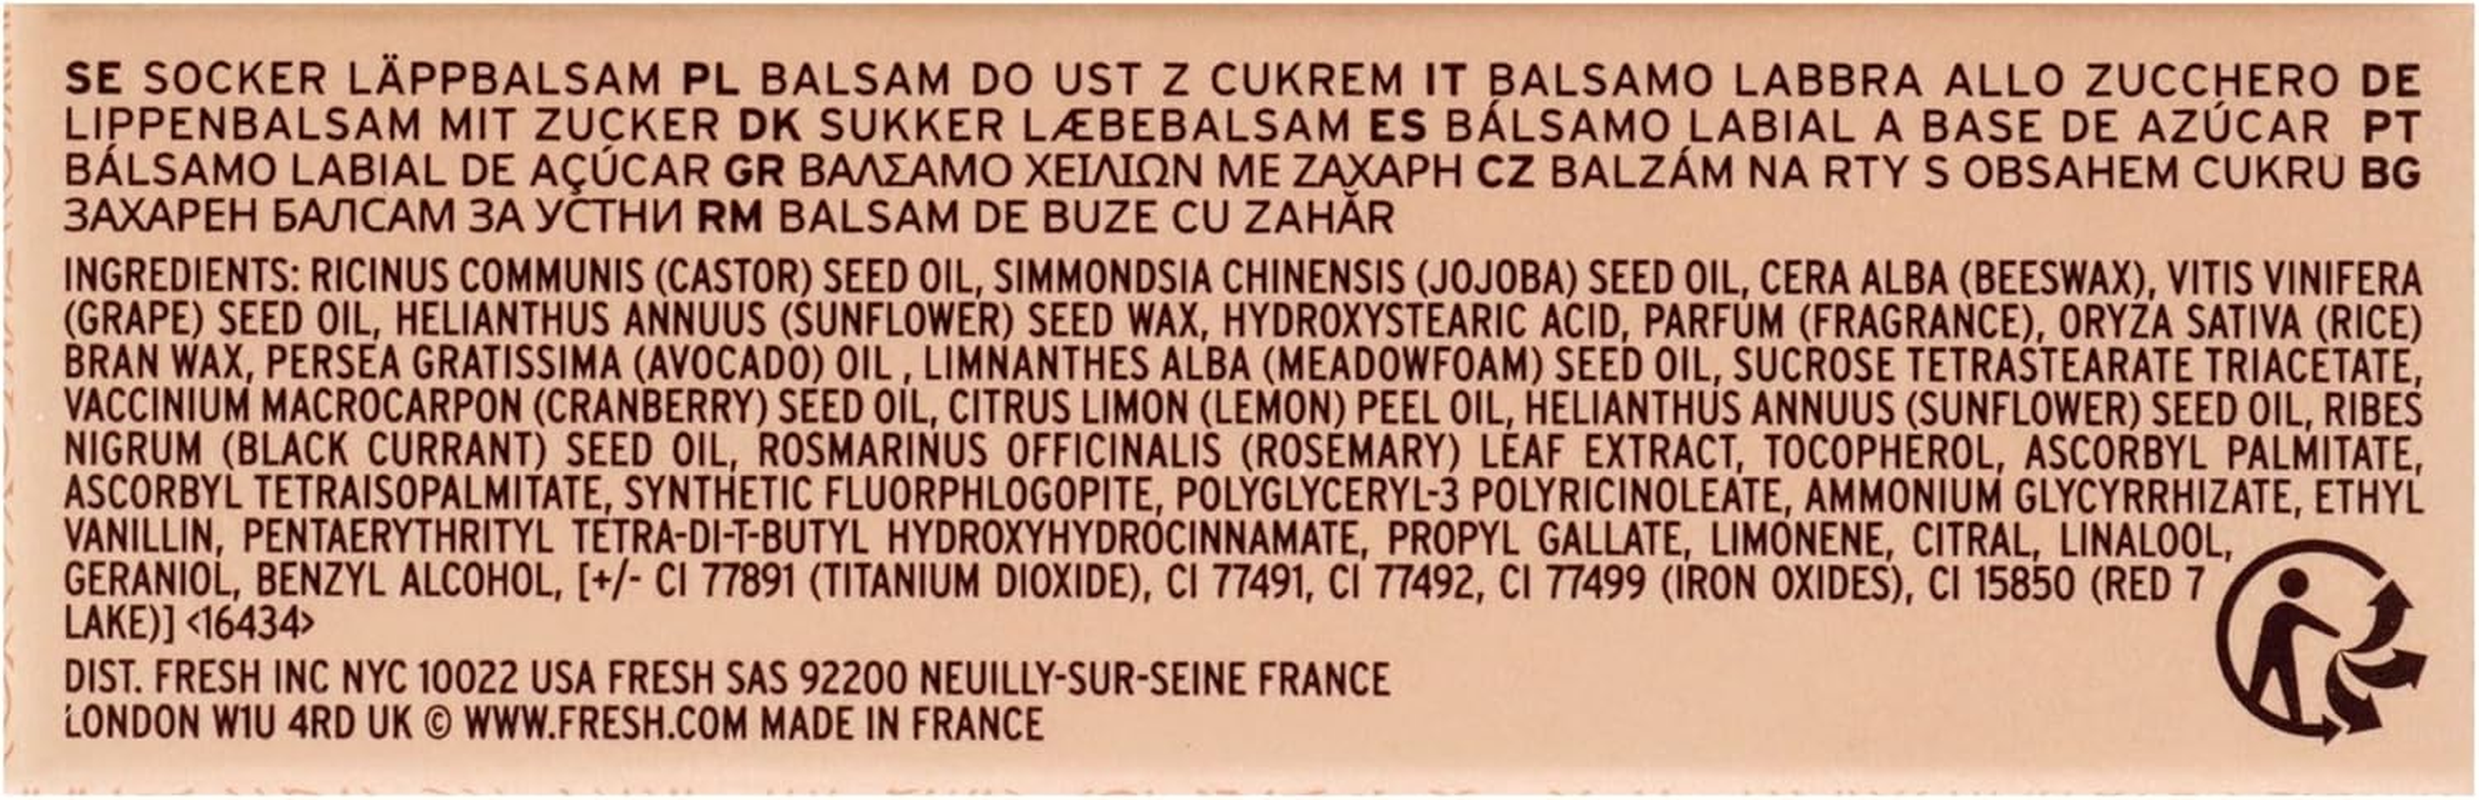 SE SOCKER LÄPPBALSAM PL BALSAM DO UST Z CUKREM IT BALSAMO LABBRA ALLO ZUCCHERO DE
LIPPENBALSAM MIT ZUCKER DK SUKKER LÆBEBALSAM ES BÁLSAMO LABIAL A BASE DE AZÚCAR PT
BÁLSAMO LABIAL DE AÇÚCAR GR ΒΑΛΣΑΜΟ ΧΕΙΛΙΩΝ ΜΕ ΖΑΧΑΡΗ CZ BALZÁM NA RTY S OBSAHEM CUKRU BG
ЗАХАРЕН БАЛСАМ ЗА УСТНИ RM BALSAM DE BUZE CU ZAHĂR
INGREDIENTS: RICINUS COMMUNIS (CASTOR) SEED OIL, SIMMONDSIA CHINENSIS (JOJOBA) SEED OIL, CERA ALBA (BEESWAX), VITIS VINIFERA
(GRAPE) SEED OIL, HELIANTHUS ANNUUS (SUNFLOWER) SEED WAX, HYDROXYSTEARIC ACID, PARFUM (FRAGRANCE), ORYZA SATIVA (RICE)
BRAN WAX, PERSEA GRATISSIMA (AVOCADO) OIL , LIMNANTHES ALBA (MEADOWFOAM) SEED OIL, SUCROSE TETRASTEARATE TRIACETATE,
VACCINIUM MACROCARPON (CRANBERRY) SEED OIL, CITRUS LIMON (LEMON) PEEL OIL, HELIANTHUS ANNUUS (SUNFLOWER) SEED OIL, RIBES
NIGRUM (BLACK CURRANT) SEED OIL, ROSMARINUS OFFICINALIS (ROSEMARY) LEAF EXTRACT, TOCOPHEROL, ASCORBYL PALMITATE,
ASCORBYL TETRAISOPALMITATE, SYNTHETIC FLUORPHLOGOPITE, POLYGLYCERYL-3 POLYRICINOLEATE, AMMONIUM GLYCYRRHIZATE, ETHYL
VANILLIN, PENTAERYTHRITYL TETRA-DI-T-BUTYL HYDROXYHYDROCINNAMATE, PROPYL GALLATE, LIMONENE, CITRAL, LINALOOL,
GERANIOL, BENZYL ALCOHOL, [+/- CI 77891 (TITANIUM DIOXIDE), CI 77491, CI 77492, CI 77499 (IRON OXIDES), CI 15850 (RED 7
LAKE)] <16434>
DIST. FRESH INC NYC 10022 USA FRESH SAS 92200 NEUILLY-SUR-SEINE FRANCE
LONDON W1U 4RD UK © WWW.FRESH.COM MADE IN FRANCE